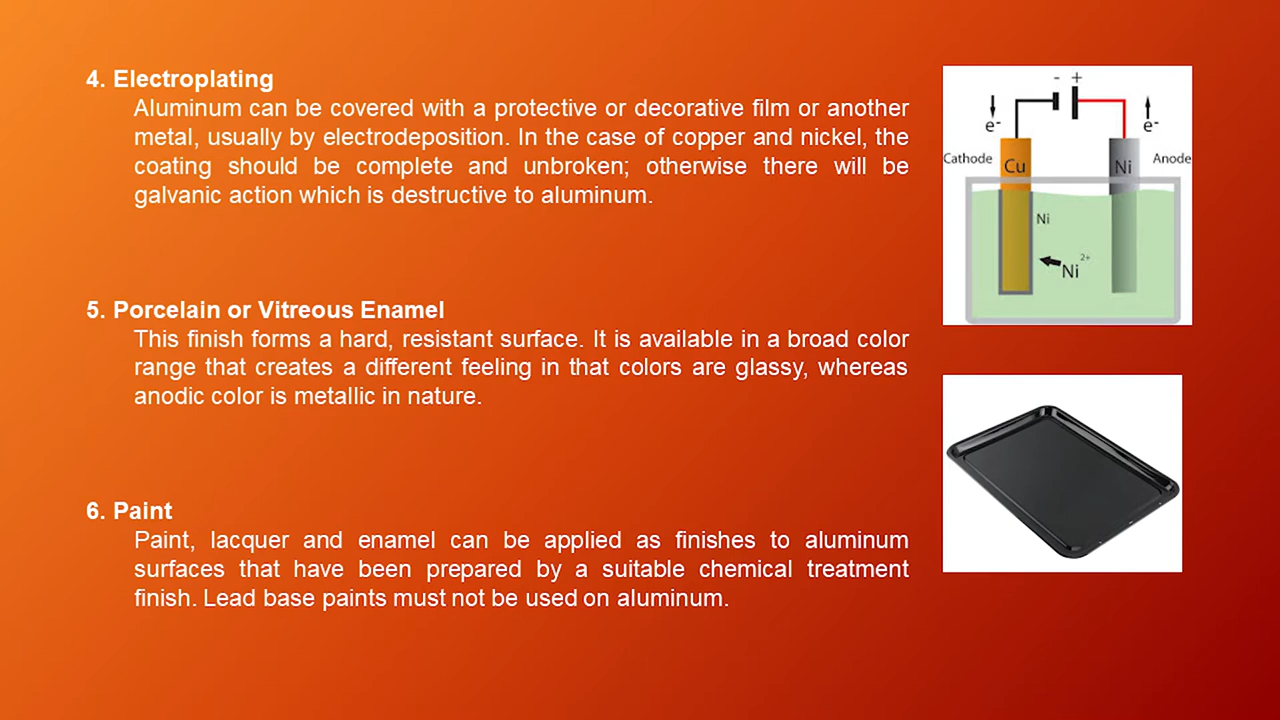 4. Electroplating
Aluminum can be covered with a protective or decorative film or another
metal, usually by electrodeposition. In the case of copper and nickel, the
coating should be complete and unbroken; otherwise there will be
galvanic action which is destructive to aluminum.
5. Porcelain or Vitreous Enamel
This finish forms a hard, resistant surface. It is available in a broad color
range that creates a different feeling in that colors are glassy, whereas
anodic color is metallic in nature.
6. Paint
Paint, lacquer and enamel can be applied as finishes to aluminum
surfaces that have been prepared by a suitable chemical treatment
finish. Lead base paints must not be used on aluminum.
- +
e- e-
Cathode Cu Ni Anode
Ni
Ni 2+